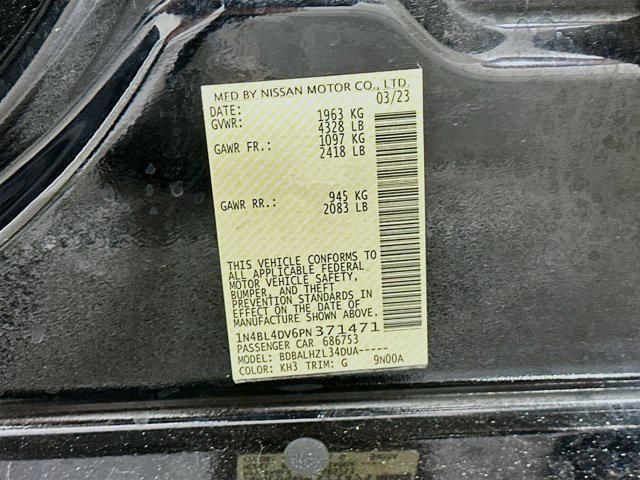 MFD BY NISSAN MOTOR CO., LTD.
DATE: 03/23
GVWR: 1963 KG
4328 LB
GAWR FR.: 1097 KG
2418 LB
GAWR RR.: 945 KG
2083 LB
THIS VEHICLE CONFORMS TO
ALL APPLICABLE FEDERAL
MOTOR VEHICLE SAFETY,
BUMPER, AND THEFT
PREVENTION STANDARDS IN
EFFECT ON THE DATE OF
MANUFACTURE SHOWN ABOVE.
1N4BL4DV6PN371471
PASSENGER CAR 686753
MODEL: BDBALHZL34DUA-----
COLOR: KH3 TRIM: G 9N00A